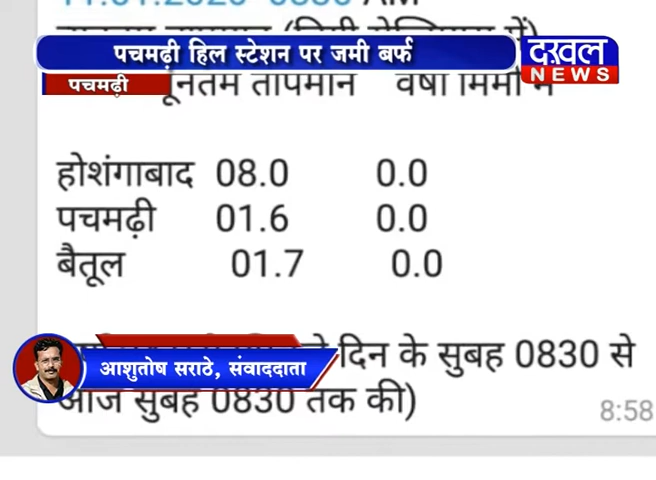 पचमढ़ी हिल स्टेशन पर जमी बर्फ
दख़ल
NEWS
पचमढ़ी
तापमान वर्षा
होशंगाबाद 08.0 0.0
पचमढ़ी 01.6 0.0
बैतूल 01.7 0.0
दिन के सुबह 0830 से
आशुतोष सराठे, संवाददाता
आज सुबह 0830 तक की)
8:58